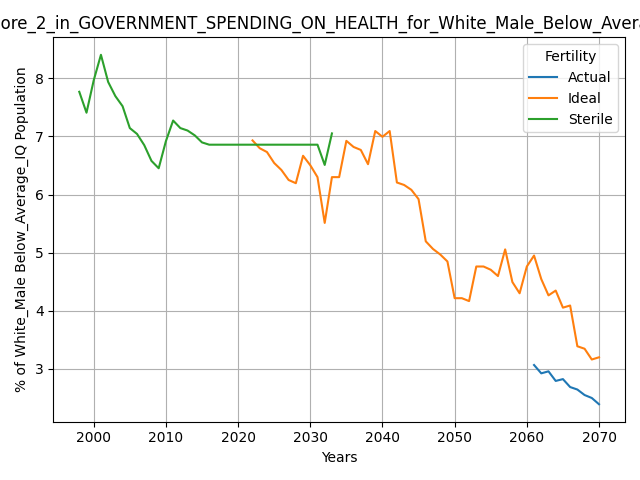 ore_2_in_GOVERNMENT_SPENDING_ON_HEALTH_for_White_Male_Below_Avera
% of White_Male Below_Average_IQ Population
8
7
6
5
4
3
Fertility
Actual
Ideal
Sterile
2000 2010 2020 2030 2040 2050 2060 2070
Years